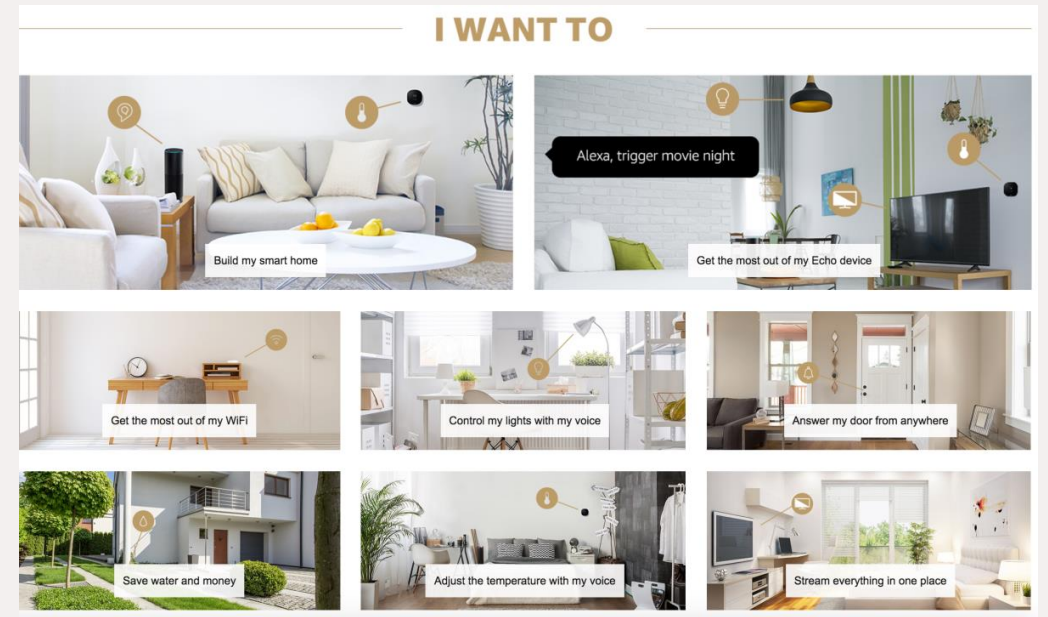 I WANT TO
Alexa, trigger movie night
Build my smart home
Get the most out of my Echo device
Get the most out of my WiFi
Control my lights with my voice
Answer my door from anywhere
Save water and money
Adjust the temperature with my voice
Stream everything in one place